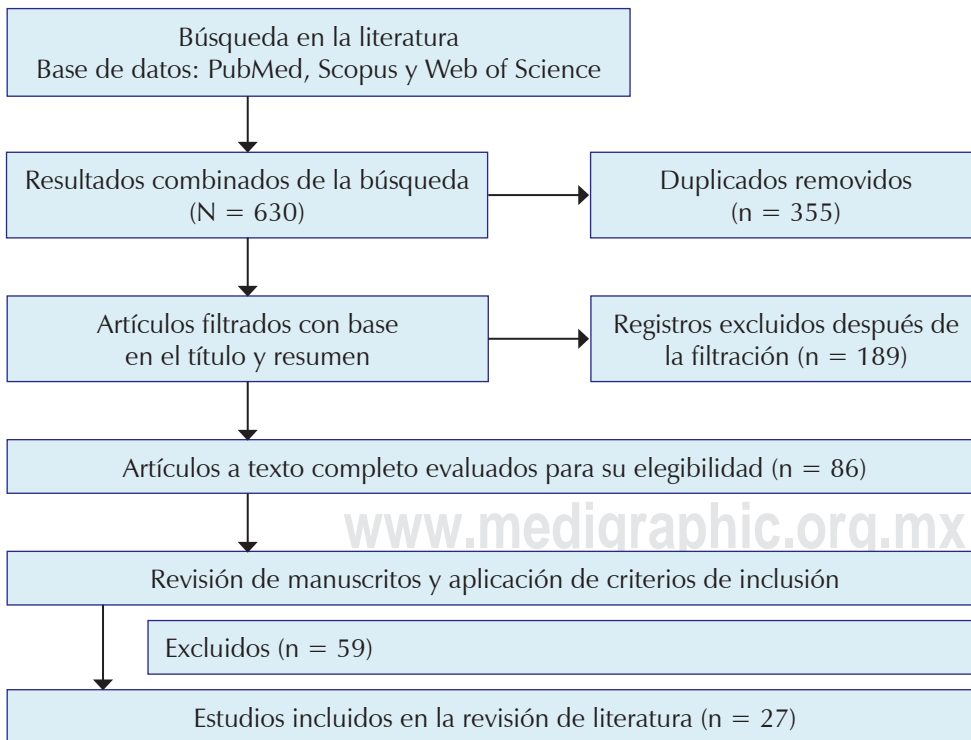 Búsqueda en la literatura
Base de datos: PubMed, Scopus y Web of Science
Resultados combinados de la búsqueda
(N = 630)
Duplicados removidos
(n = 355)
Artículos filtrados con base
en el título y resumen
Registros excluidos después de
la filtración (n = 189)
Artículos a texto completo evaluados para su elegibilidad (n = 86)
www.medigraphic.org.mx
Revisión de manuscritos y aplicación de criterios de inclusión
Excluidos (n = 59)
Estudios incluidos en la revisión de literatura (n = 27)